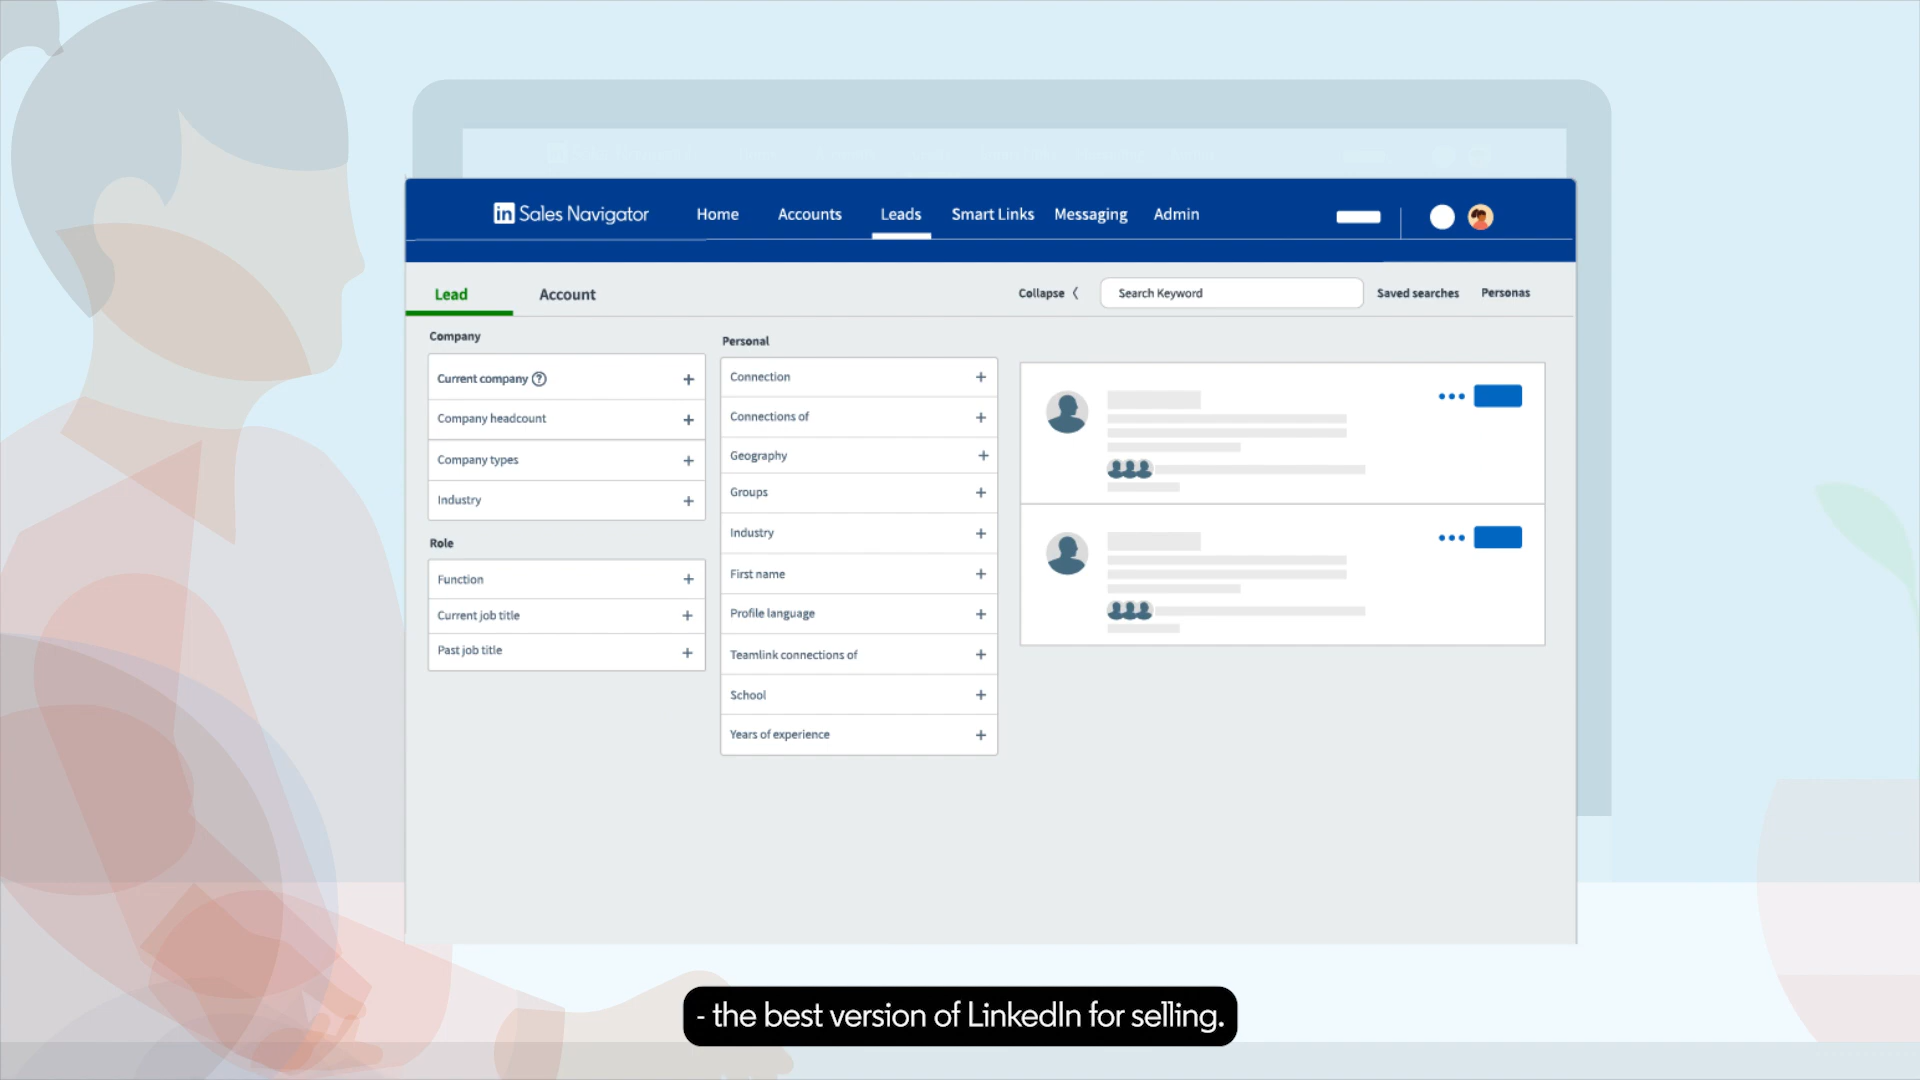 in Sales Navigator
Home
Accounts
Leads
Smart Links
Messaging
Admin
Lead
Account
Collapse
Search Keyword
Saved searches
Personas
Company
Current company ?
Company headcount
Company types
Industry
Role
Function
Current job title
Past job title
Personal
Connection
Connections of
Geography
Groups
Industry
First name
Profile language
Teamlink connections of
School
Years of experience
- the best version of LinkedIn for selling.